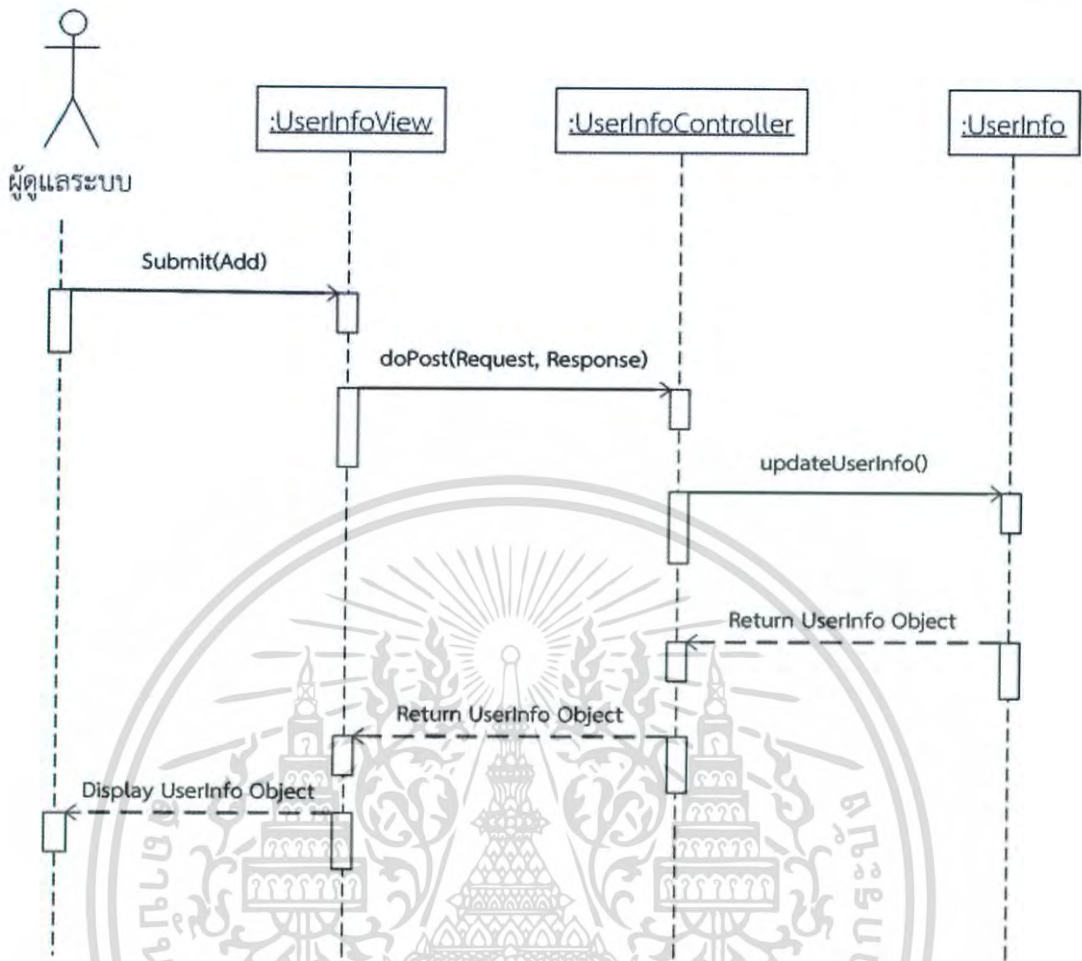 :UserInfoView
:UserInfoController
:UserInfo
ผู้ดูแลระบบ
Submit(Add)
doPost(Request, Response)
updateUserInfo()
Return UserInfo Object
Return UserInfo Object
Display UserInfo Object